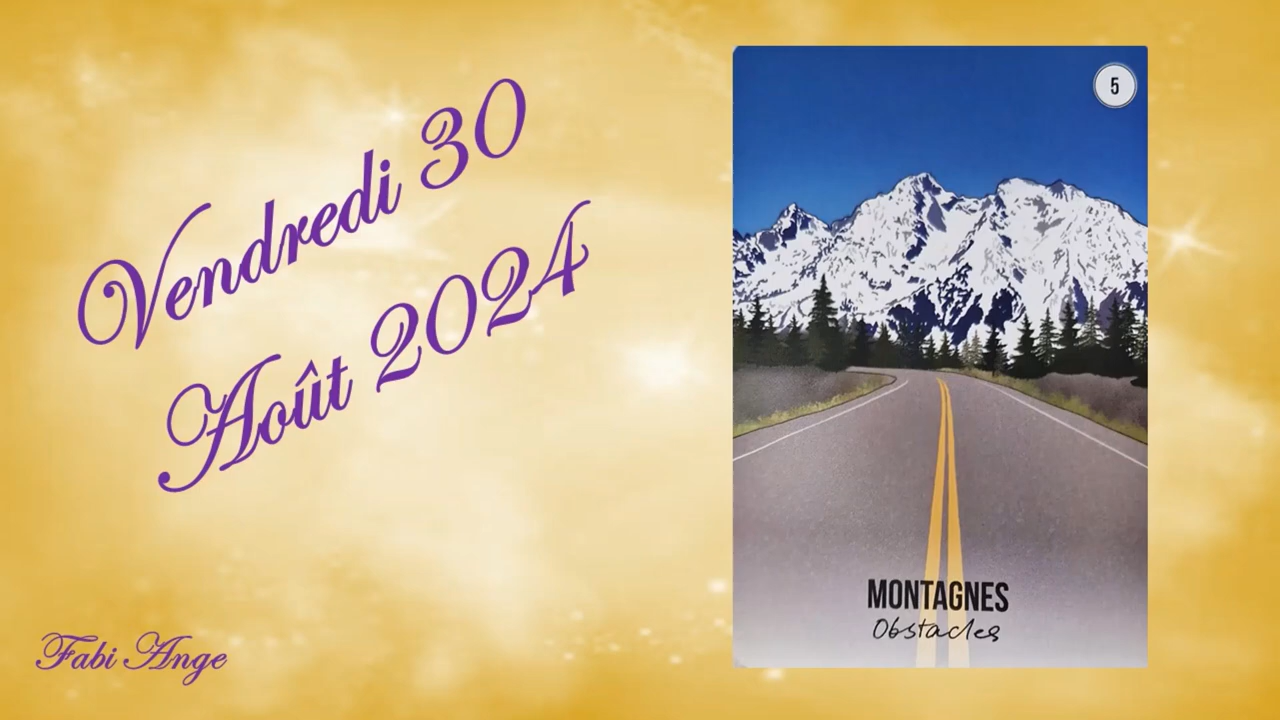 Vendredi 30
Août 2024
5
MONTAGNES
Obstacles
Fabi Ange